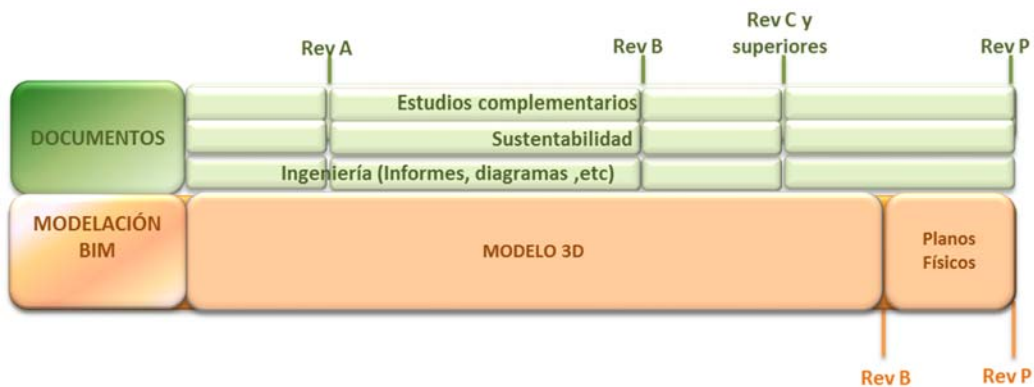 Rev A
Rev B
Rev C y
superiores
Rev P
DOCUMENTOS
Estudios complementarios
Sustentabilidad
Ingeniería (Informes, diagramas ,etc)
MODELACIÓN
BIM
MODELO 3D
Planos
Físicos
Rev B
Rev P